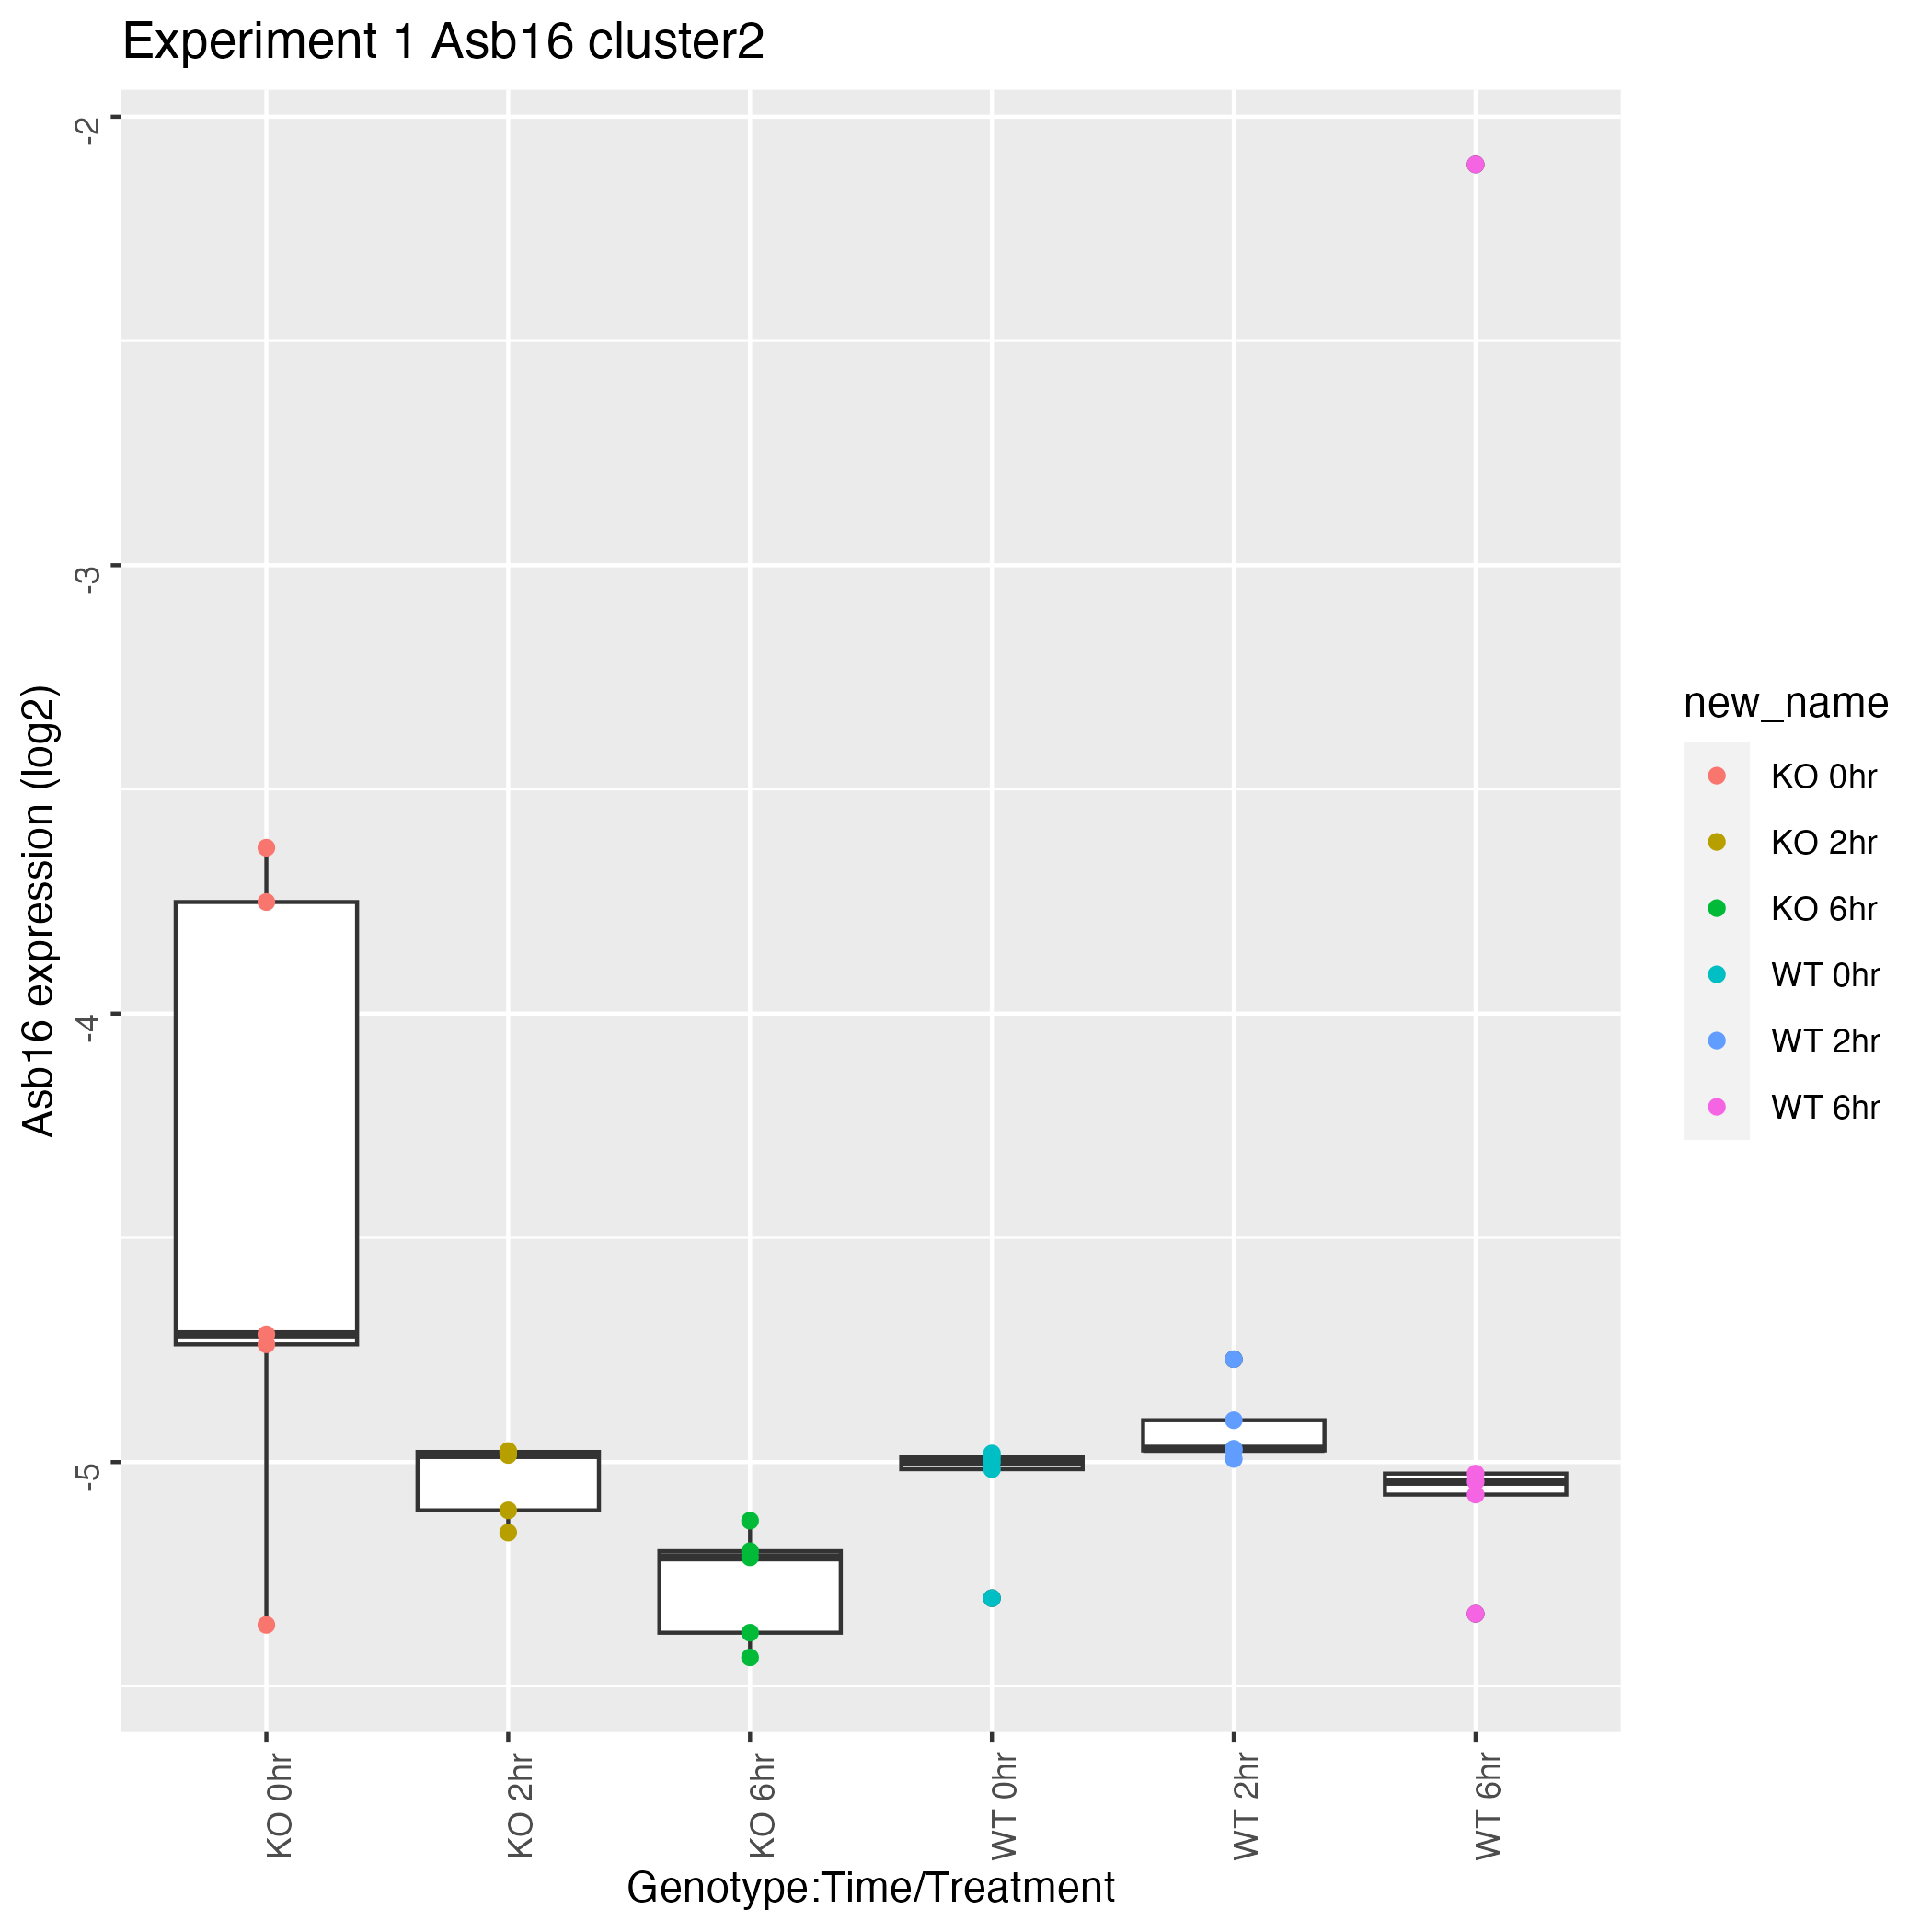 Experiment 1 Asb16 cluster2
Asb16 expression (log2)
-2
-3
-4
-5
KO 0hr
KO 2hr
KO 6hr
WT 0hr
WT 2hr
WT 6hr
Genotype:Time/Treatment
new_name
KO 0hr
KO 2hr
KO 6hr
WT 0hr
WT 2hr
WT 6hr